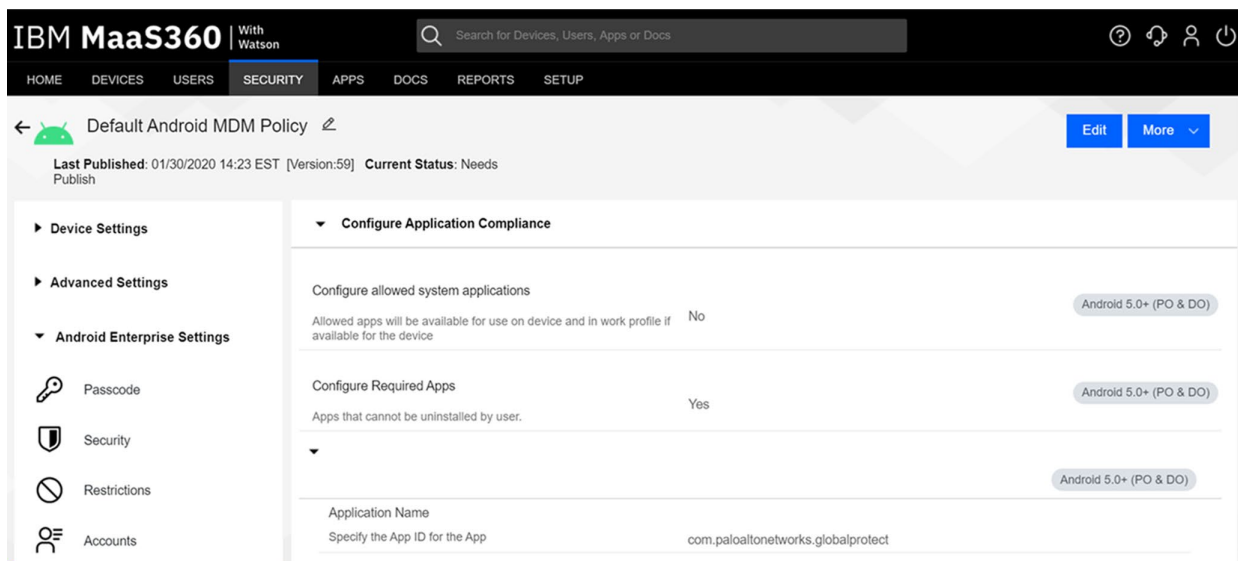 IBM MaaS360 | With Watson
Search for Devices, Users, Apps or Docs
HOME DEVICES USERS SECURITY APPS DOCS REPORTS SETUP
Default Android MDM Policy
Edit More
Last Published: 01/30/2020 14:23 EST [Version:59] Current Status: Needs
Publish
Device Settings
Advanced Settings
Android Enterprise Settings
Passcode
Security
Restrictions
Accounts
Configure Application Compliance
Configure allowed system applications
Allowed apps will be available for use on device and in work profile if
available for the device
No
Android 5.0+ (PO & DO)
Configure Required Apps
Apps that cannot be uninstalled by user.
Yes
Android 5.0+ (PO & DO)
Android 5.0+ (PO & DO)
Application Name
Specify the App ID for the App
com.paloaltonetworks.globalprotect